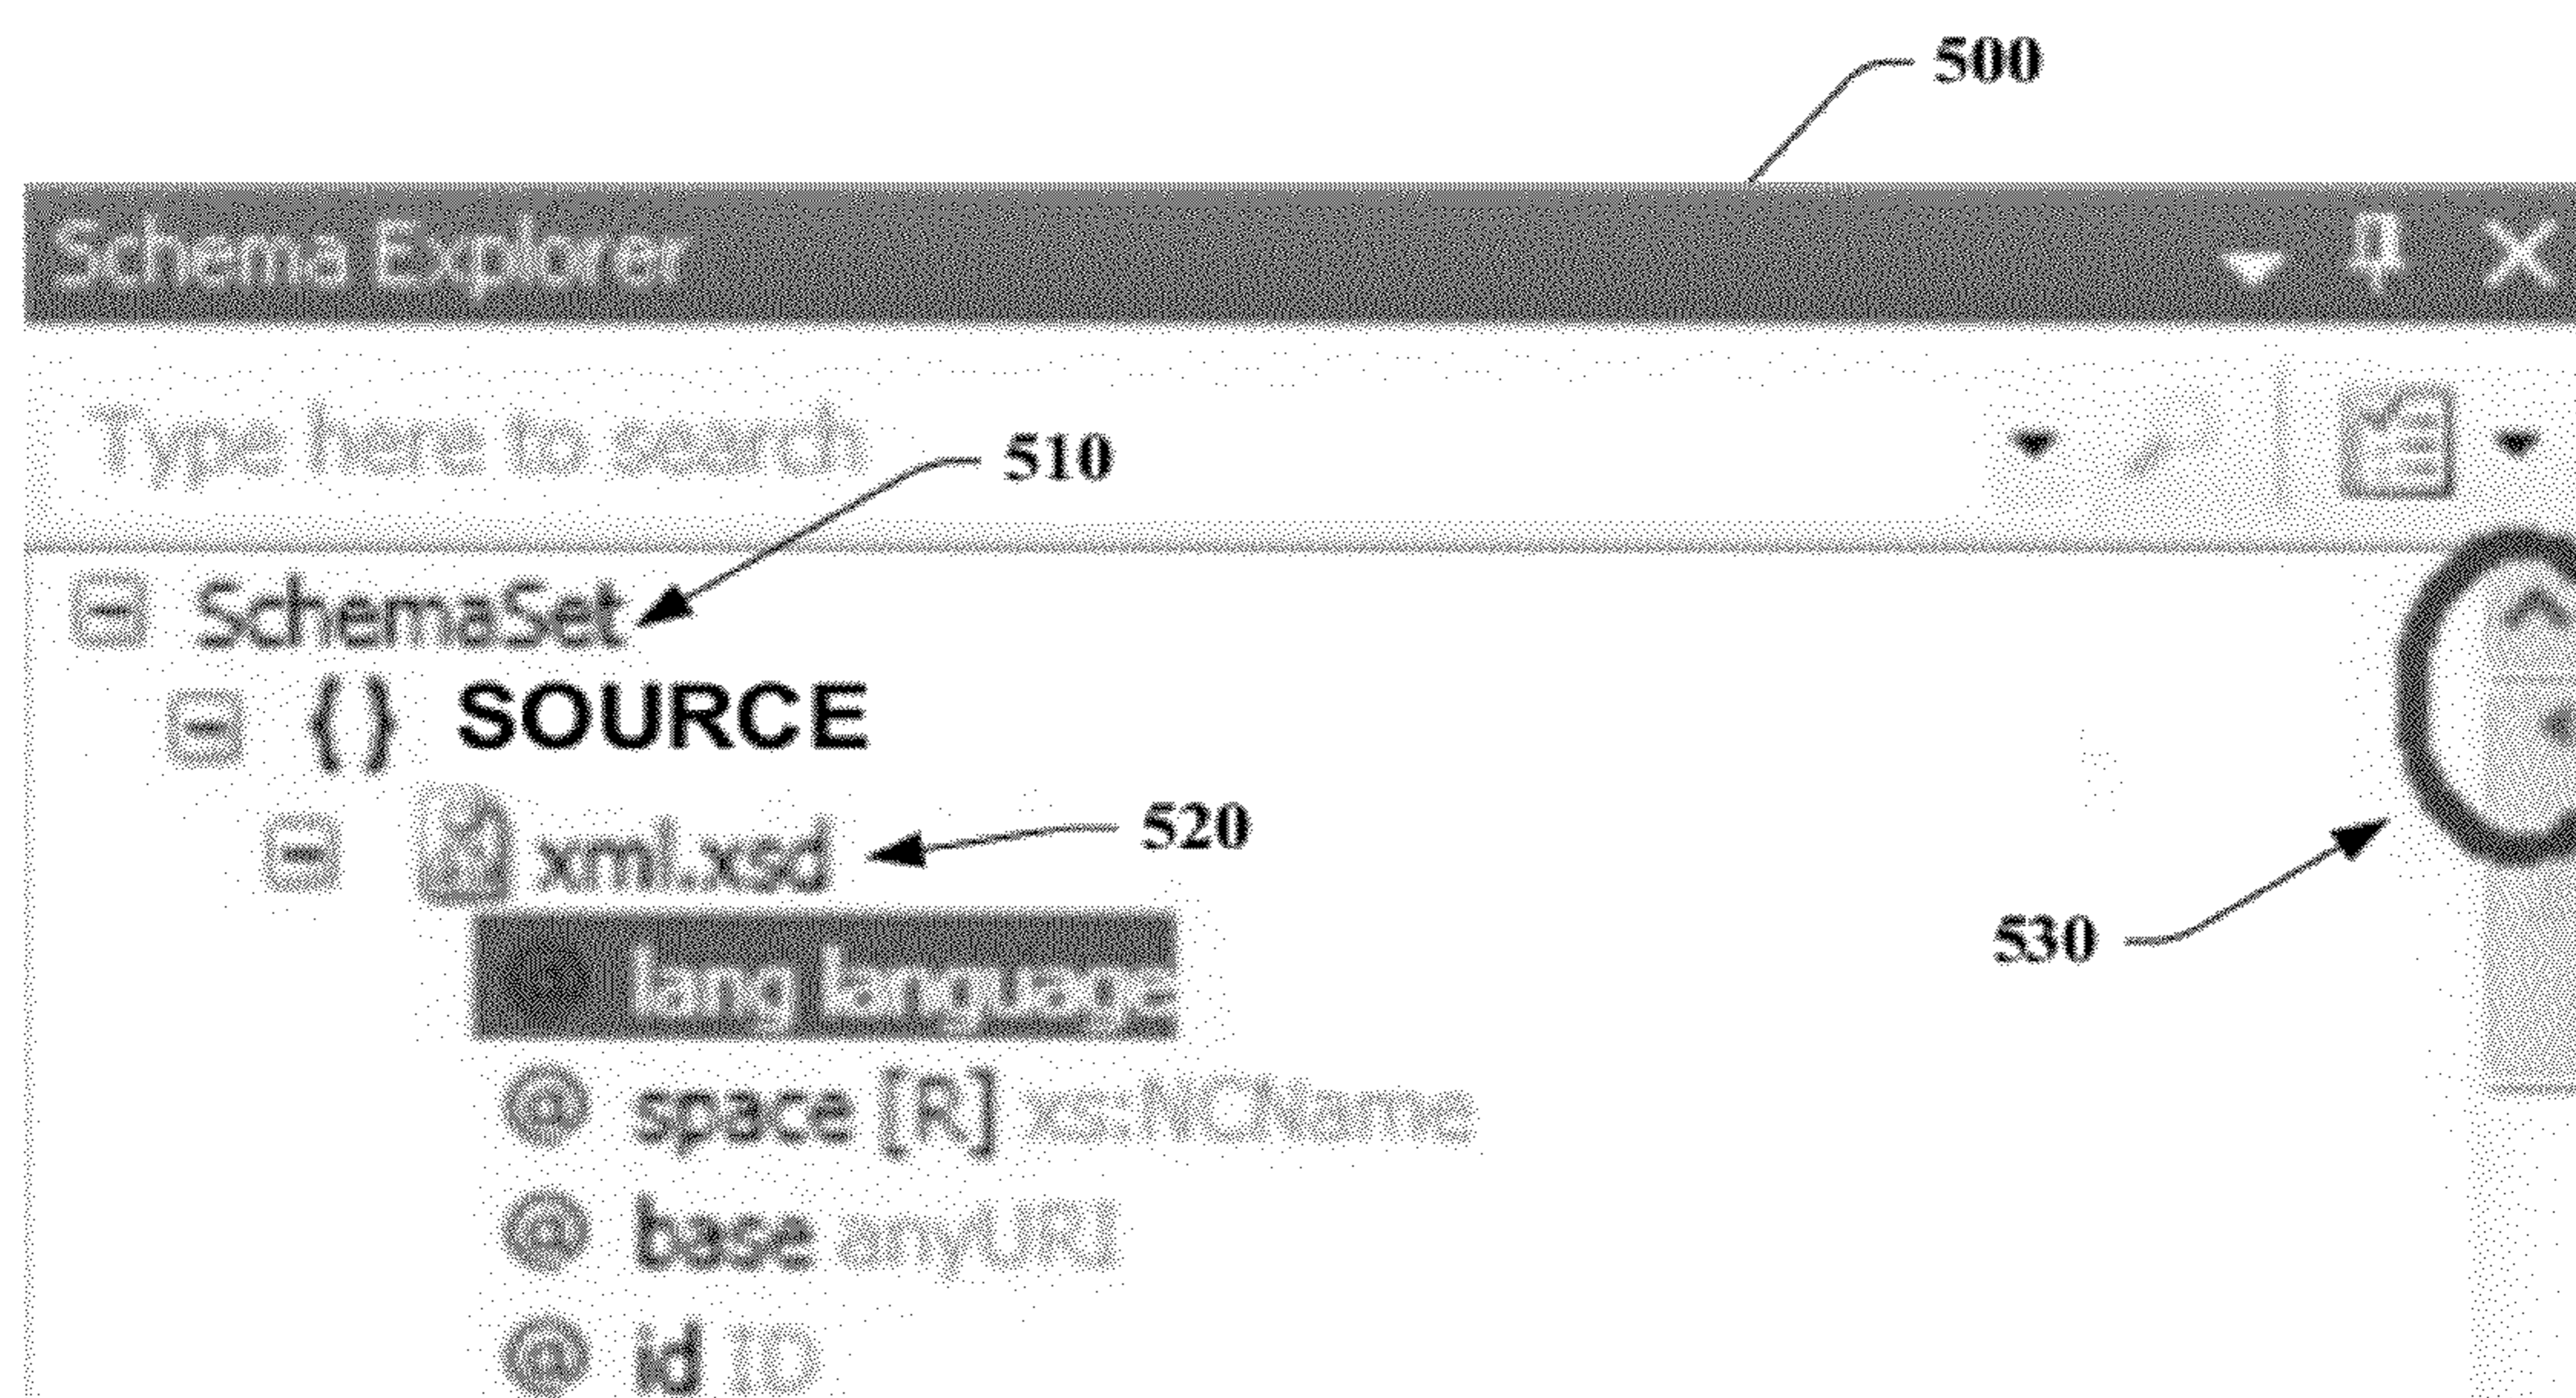 500
Schema Explorer
Type here to search
510
SchemaSet
{ } SOURCE
xml.xsd
520
lang language
530
@ space [R] xs:NCName
@ base anyURI
@ id ID